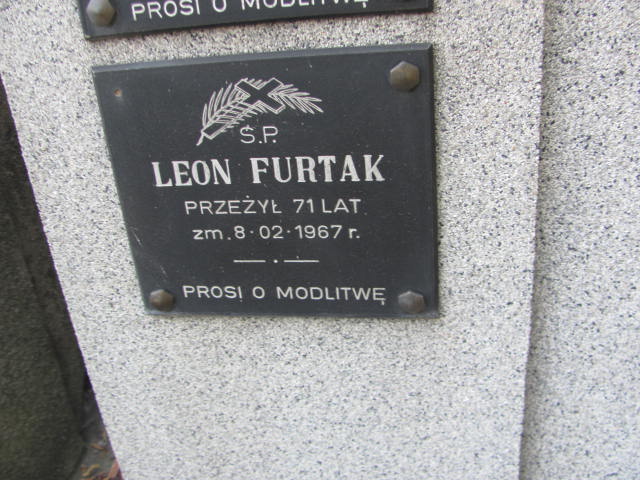 PROSI O MODLITWĘ
Ś.P.
LEON FURTAK
PRZEŻYŁ 71 LAT
zm. 8·02·1967 r.
PROSI O MODLITWĘ